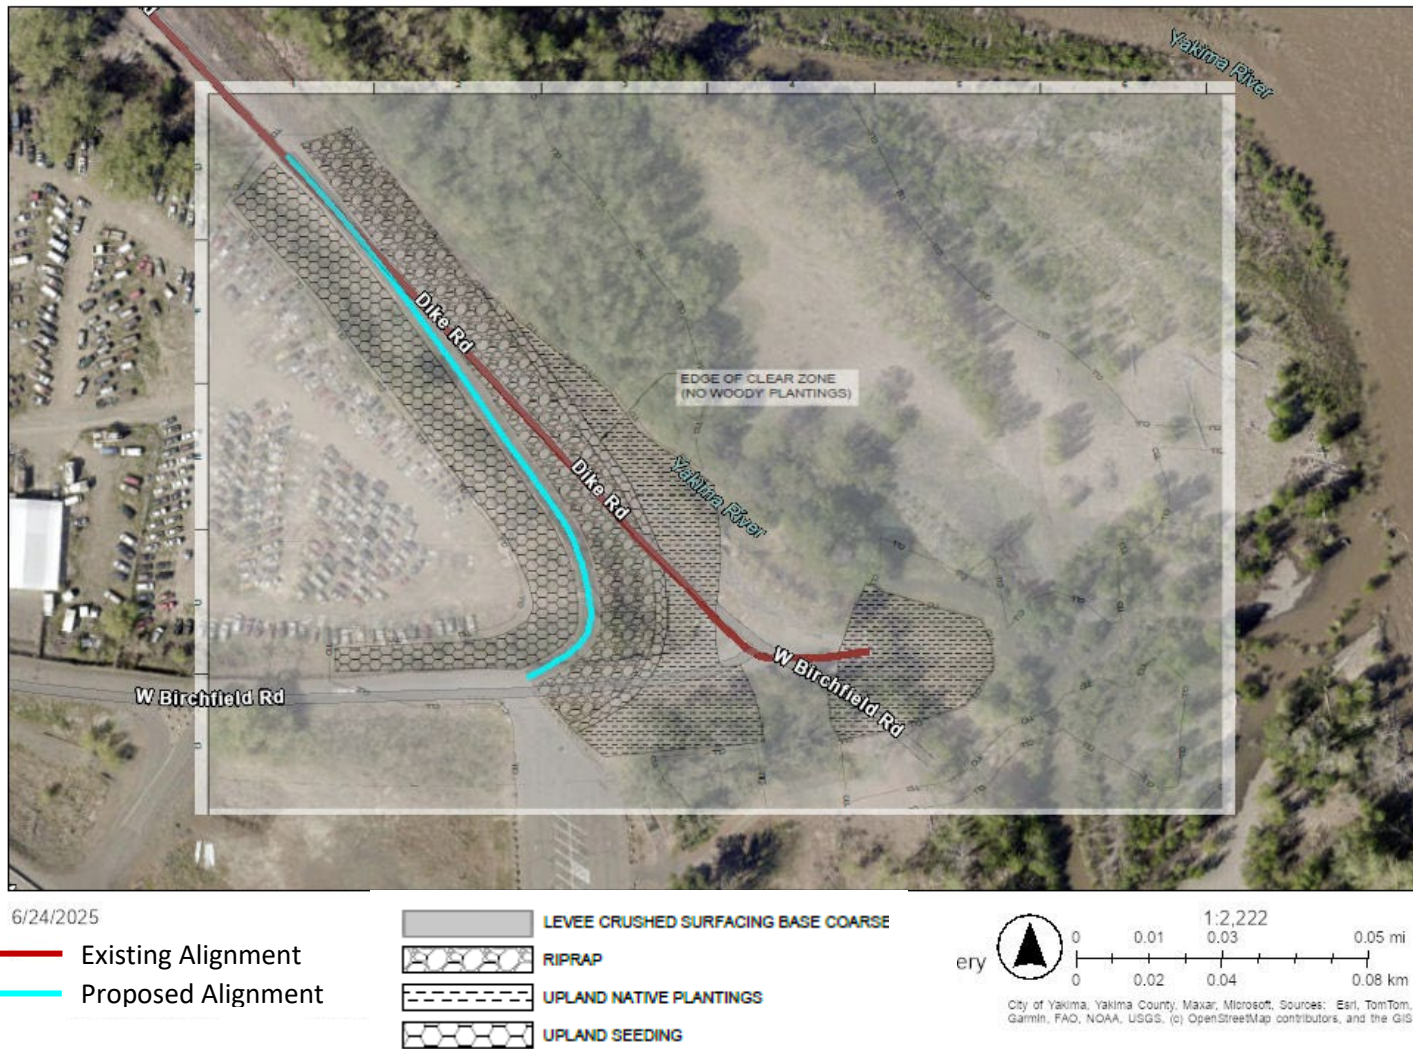 Yakima River
Dike Rd
EDGE OF CLEAR ZONE
(NO WOODY PLANTINGS)
Dike Rd
Yakima River
W Birchfield Rd
W Birchfield Rd
6/24/2025
Existing Alignment
Proposed Alignment
LEVEE CRUSHED SURFACING BASE COARSE
RIPRAP
UPLAND NATIVE PLANTINGS
UPLAND SEEDING
ery
1:2,222
0 0.01 0.03 0.05 mi
0 0.02 0.04 0.08 km
City of Yakima, Yakima County, Maxar, Microsoft, Sources: Esri, TomTom,
Garmin, FAO, NOAA, USGS, (c) OpenStreetMap contributors, and the GIS